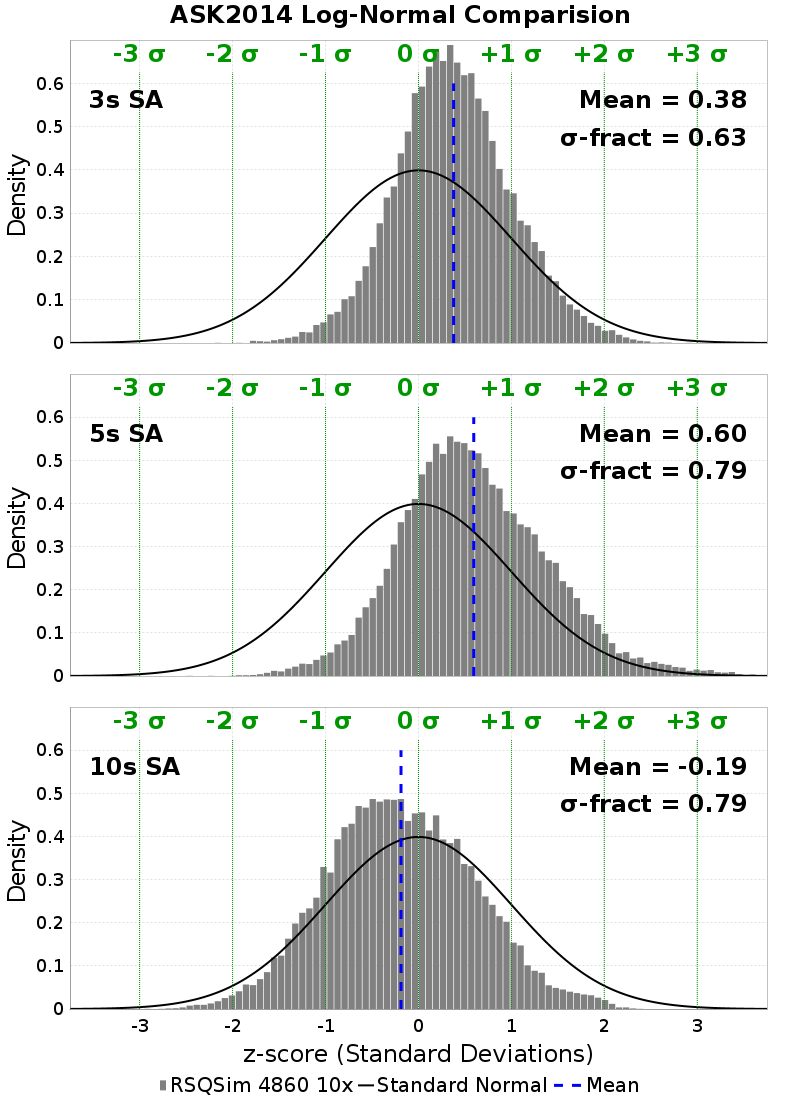 ASK2014 Log-Normal Comparision
-3 σ -2 σ -1 σ 0 σ +1 σ +2 σ +3 σ
3s SA
Mean = 0.38
σ-fract = 0.63
Density
0.6
0.5
0.4
0.3
0.2
0.1
0
-3 σ -2 σ -1 σ 0 σ +1 σ +2 σ +3 σ
5s SA
Mean = 0.60
σ-fract = 0.79
Density
0.6
0.5
0.4
0.3
0.2
0.1
0
-3 σ -2 σ -1 σ 0 σ +1 σ +2 σ +3 σ
10s SA
Mean = -0.19
σ-fract = 0.79
Density
0.6
0.5
0.4
0.3
0.2
0.1
0
-3 -2 -1 0 1 2 3
z-score (Standard Deviations)
RSQSim 4860 10x Standard Normal Mean